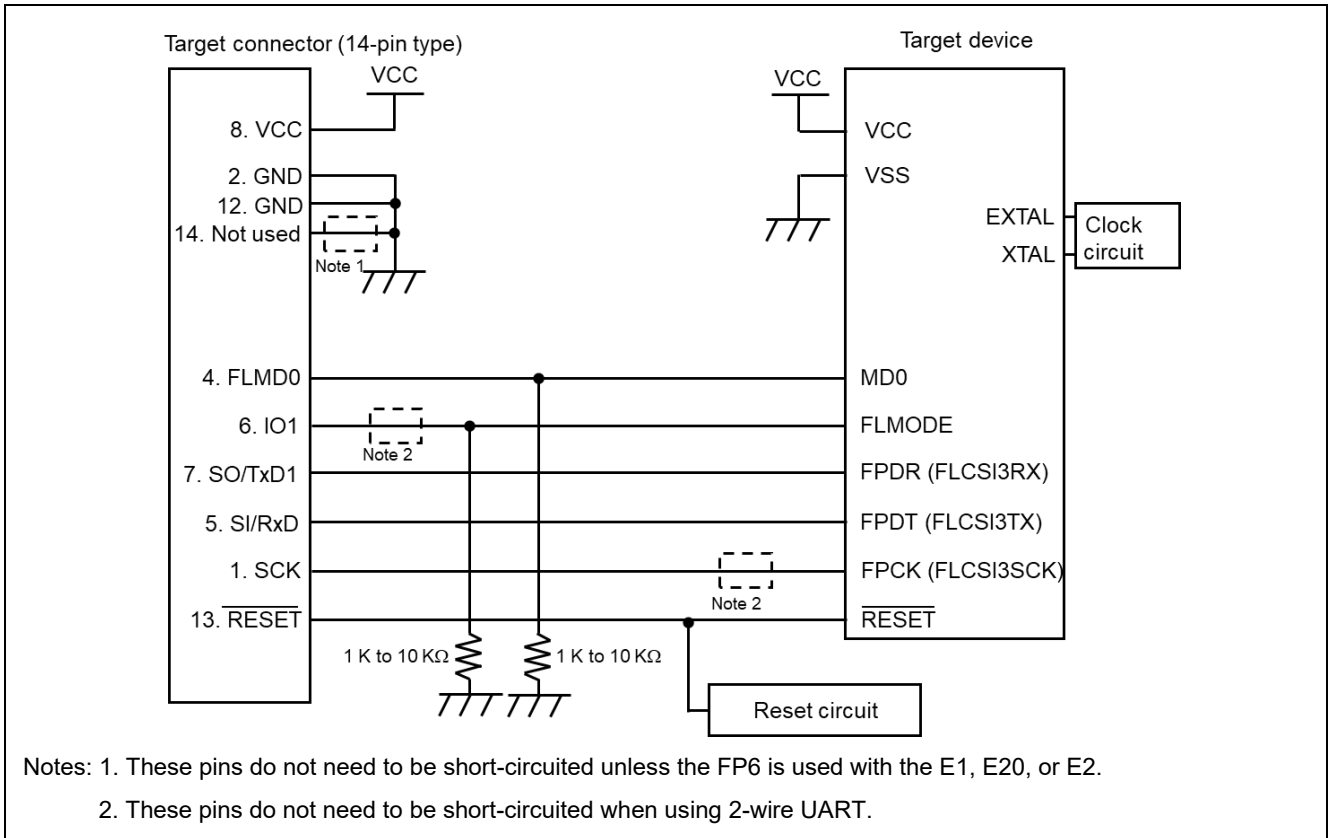 Target connector (14-pin type)
Target device
VCC
VCC
8. VCC
VCC
2. GND
VSS
12. GND
14. Not used
EXTAL
Clock
circuit
XTAL
Note 1
4. FLMD0
MD0
6. IO1
FLMODE
Note 2
7. SO/TxD1
FPDR (FLCSI3RX)
5. SI/RxD
FPDT (FLCSI3TX)
1. SCK
FPCK (FLCSI3SCK)
Note 2
13. RESET
RESET
1 K to 10 KΩ
1 K to 10 KΩ
Reset circuit
Notes: 1. These pins do not need to be short-circuited unless the FP6 is used with the E1, E20, or E2.
2. These pins do not need to be short-circuited when using 2-wire UART.